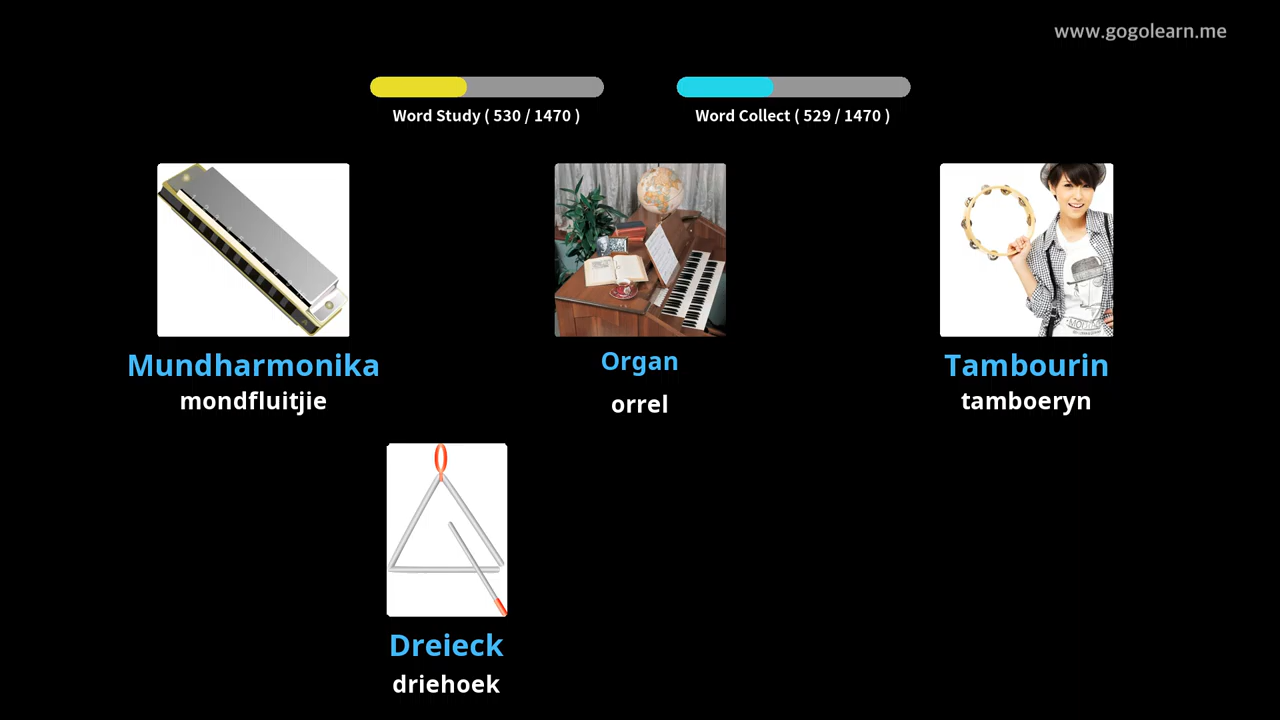 www.gogolearn.me
Word Study ( 530 / 1470 )
Word Collect ( 529 / 1470 )
Mundharmonika
mondfluitjie
Organ
orrel
Tambourin
tamboeryn
Dreieck
driehoek